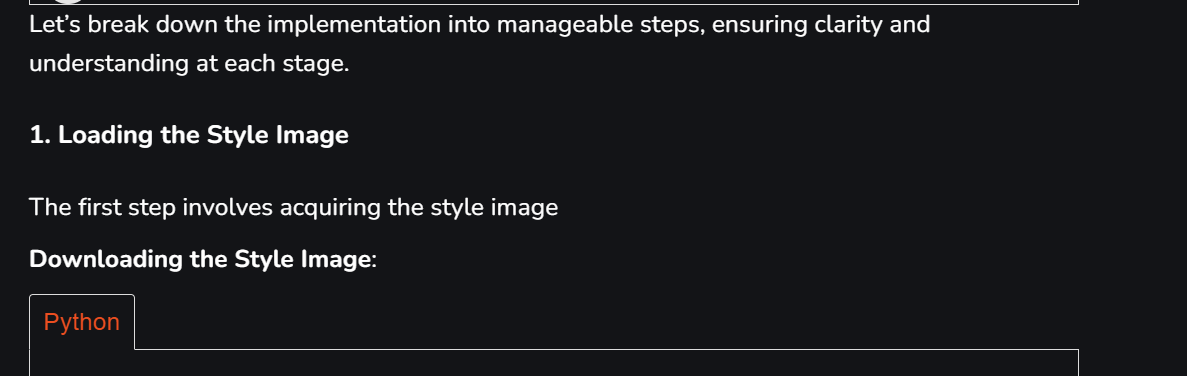 Let’s break down the implementation into manageable steps, ensuring clarity and
understanding at each stage.
1. Loading the Style Image
The first step involves acquiring the style image
Downloading the Style Image:
Python